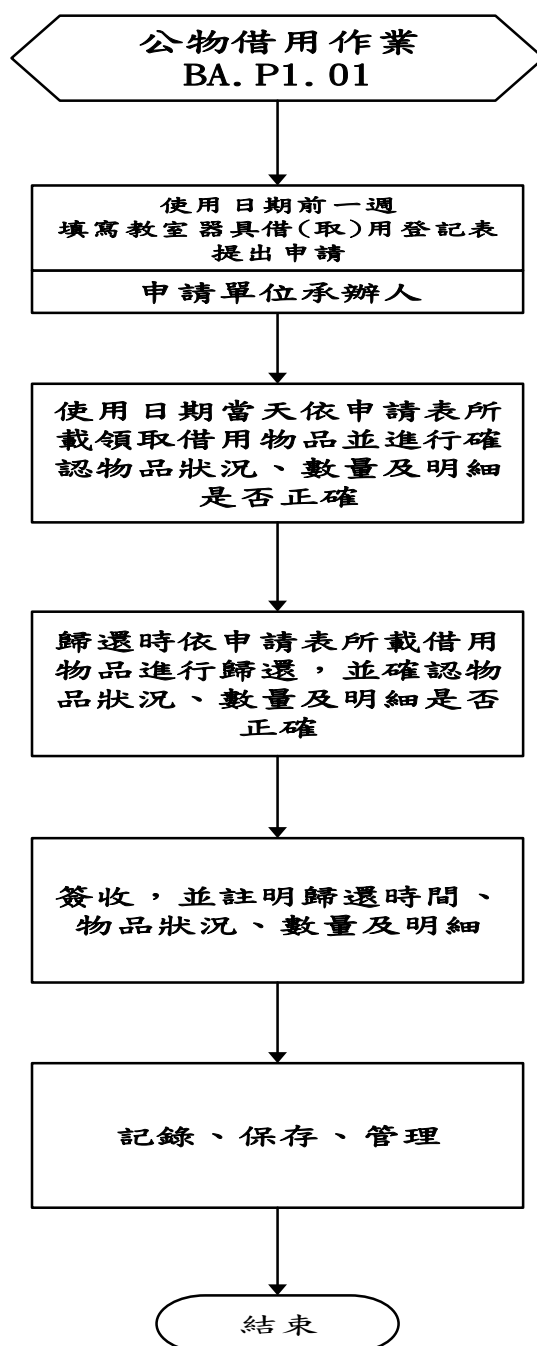 公物借用作業
BA.P1.01
使用日期前一週
填寫教室器具借(取)用登記表
提出申請
申請單位承辦人
使用日期當天依申請表所
載領取借用物品並進行確
認物品狀況、數量及明細
是否正確
歸還時依申請表所載借用
物品進行歸還，並確認物
品狀況、數量及明細是否
正確
簽收，並註明歸還時間、
物品狀況、數量及明細
記錄、保存、管理
結束